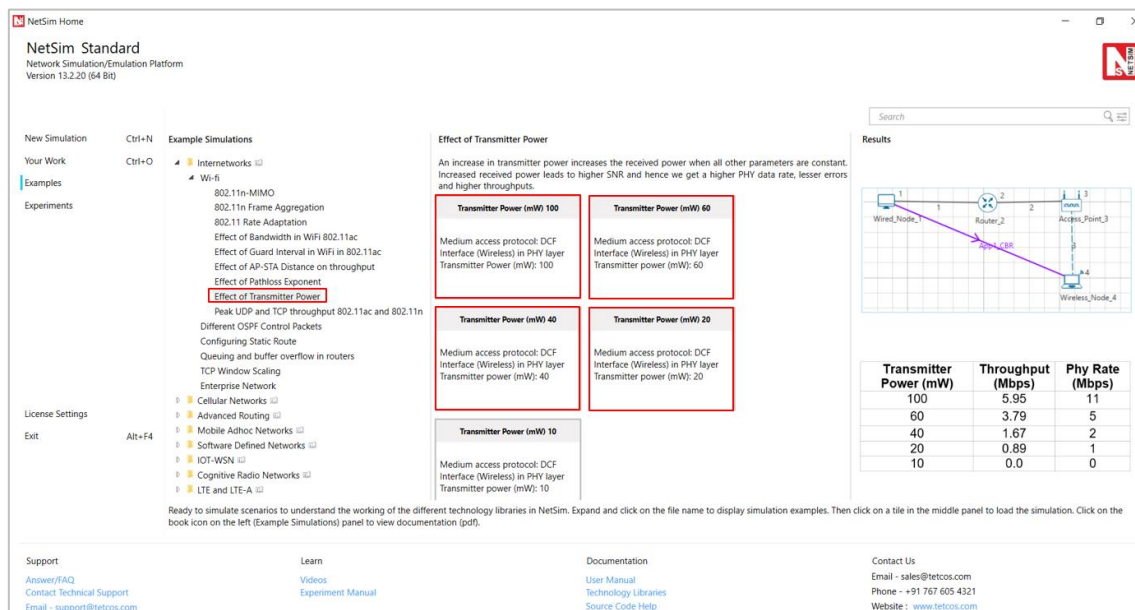 NetSim Home
NetSim Standard
Network Simulation/Emulation Platform
Version 13.2.20 (64 Bit)
NETSIM
Search
New Simulation Ctrl+N
Your Work Ctrl+O
Examples
Experiments
License Settings
Exit Alt+F4
Example Simulations
Internetworks
Wi-fi
802.11n-MIMO
802.11n Frame Aggregation
802.11 Rate Adaptation
Effect of Bandwidth in WiFi 802.11ac
Effect of Guard Interval in WiFi in 802.11ac
Effect of AP-STA Distance on throughput
Effect of Pathloss Exponent
Effect of Transmitter Power
Peak UDP and TCP throughput 802.11ac and 802.11n
Different OSPF Control Packets
Configuring Static Route
Queuing and buffer overflow in routers
TCP Window Scaling
Enterprise Network
Cellular Networks
Advanced Routing
Mobile Adhoc Networks
Software Defined Networks
IOT-WSN
Cognitive Radio Networks
LTE and LTE-A
Effect of Transmitter Power
An increase in transmitter power increases the received power when all other parameters are constant.
Increased received power leads to higher SNR and hence we get a higher PHY data rate, lesser errors
and higher throughputs.
Transmitter Power (mW) 100
Medium access protocol: DCF
Interface (Wireless) in PHY layer
Transmitter Power (mW): 100
Transmitter Power (mW) 60
Medium access protocol: DCF
Interface (Wireless) in PHY layer
Transmitter power (mW): 60
Transmitter Power (mW) 40
Medium access protocol: DCF
Interface (Wireless) in PHY layer
Transmitter power (mW): 40
Transmitter Power (mW) 20
Medium access protocol: DCF
Interface (Wireless) in PHY layer
Transmitter power (mW): 20
Transmitter Power (mW) 10
Medium access protocol: DCF
Interface (Wireless) in PHY layer
Transmitter power (mW): 10
Results
1 2 3
1 2
Wired_Node_1 Router_2 Access_Point_3
App1_CBR 3
4
Wireless_Node_4
Transmitter Power (mW) Throughput (Mbps) Phy Rate (Mbps)
100 5.95 11
60 3.79 5
40 1.67 2
20 0.89 1
10 0.0 0
Ready to simulate scenarios to understand the working of the different technology libraries in NetSim. Expand and click on the file name to display simulation examples. Then click on a tile in the middle panel to load the simulation. Click on the
book icon on the left (Example Simulations) panel to view documentation (pdf).
Support
Answer/FAQ
Contact Technical Support
Email - support@tetcos.com
Learn
Videos
Experiment Manual
Documentation
User Manual
Technology Libraries
Source Code Help
Contact Us
Email - sales@tetcos.com
Phone - +91 767 605 4321
Website : www.tetcos.com